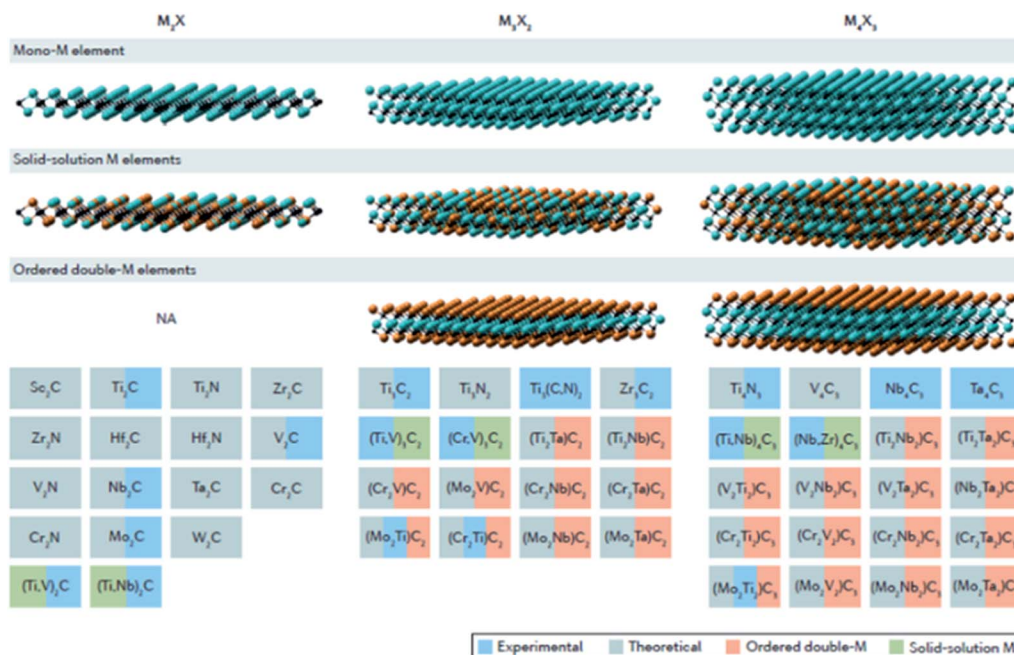 M₂X M₃X₂ M₄X₃
Mono-M element
Solid-solution M elements
Ordered double-M elements
NA
Sc₂C Ti₂C Ti₂N Zr₂C Ti₃C₂ Ti₃N₂ Ti₃(C,N)₂ Zr₃C₂ Ti₄N₃ V₄C₃ Nb₄C₃ Ta₄C₃
Zr₂N Hf₂C Hf₂N V₂C (Ti,V)₃C₂ (Cr,V)₃C₂ (Ti₂Ta)C₂ (Ti₂Nb)C₂ (Ti,Nb)₄C₃ (Nb,Zr)₄C₃ (Ti₂Nb₂)C₃ (Ti₂Ta₂)C₃
V₂N Nb₂C Ta₂C Cr₂C (Cr₂V)C₂ (Mo₂V)C₂ (Cr₂Nb)C₂ (Cr₂Ta)C₂ (V₂Ti₂)C₃ (V₂Nb₂)C₃ (V₂Ta₂)C₃ (Nb₂Ta₂)C₃
Cr₂N Mo₂C W₂C (Mo₂Ti)C₂ (Cr₂Ti)C₂ (Mo₂Nb)C₂ (Mo₂Ta)C₂ (Cr₂Ti₂)C₃ (Cr₂V₂)C₃ (Cr₂Nb₂)C₃ (Cr₂Ta₂)C₃
(Ti,V)₂C (Ti,Nb)₂C (Mo₂Ti₂)C₃ (Mo₂V₂)C₃ (Mo₂Nb₂)C₃ (Mo₂Ta₂)C₃
Experimental Theoretical Ordered double-M Solid-solution M